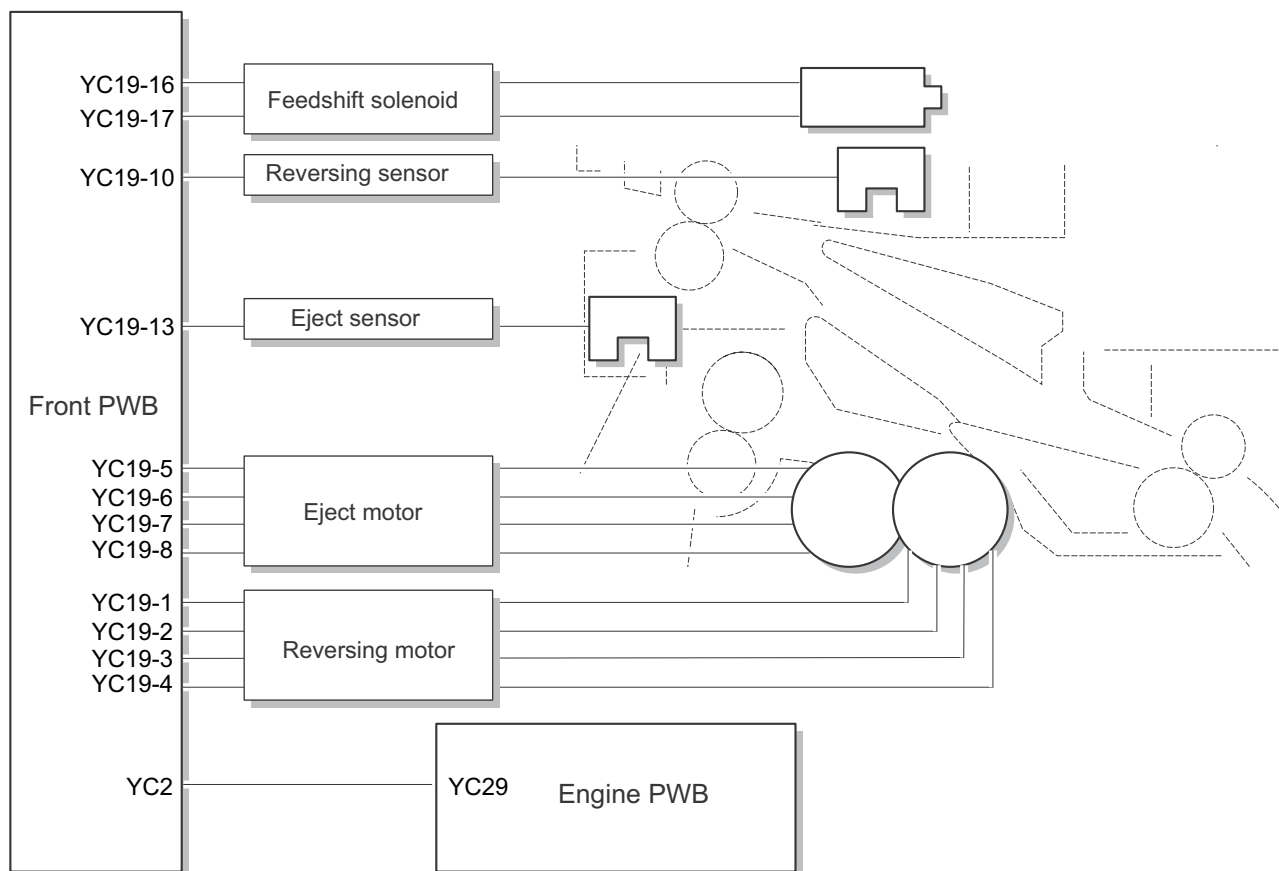 YC19-16
Feedshift solenoid
YC19-17
YC19-10
Reversing sensor
YC19-13
Eject sensor
Front PWB
YC19-5
YC19-6
Eject motor
YC19-7
YC19-8
YC19-1
YC19-2
Reversing motor
YC19-3
YC19-4
YC2
YC29
Engine PWB